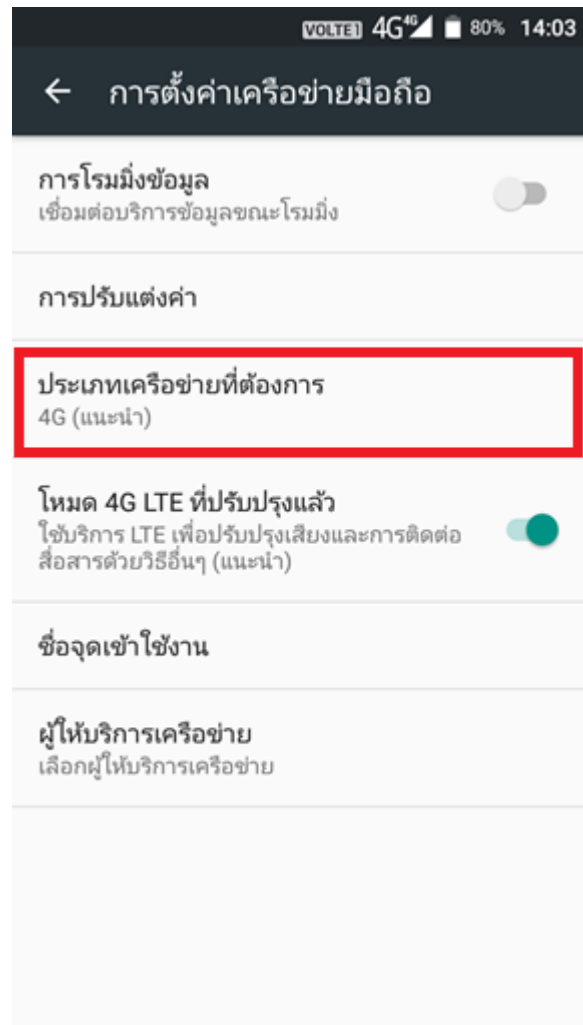 VOLTE1 4G 4G 80% 14:03
การตั้งค่าเครือข่ายมือถือ
การโรมมิ่งข้อมูล
เชื่อมต่อบริการข้อมูลขณะโรมมิ่ง
การปรับแต่งค่า
ประเภทเครือข่ายที่ต้องการ
4G (แนะนำ)
โหมด 4G LTE ที่ปรับปรุงแล้ว
ใช้บริการ LTE เพื่อปรับปรุงเสียงและการติดต่อ
สื่อสารด้วยวิธีอื่นๆ (แนะนำ)
ชื่อจุดเข้าใช้งาน
ผู้ให้บริการเครือข่าย
เลือกผู้ให้บริการเครือข่าย